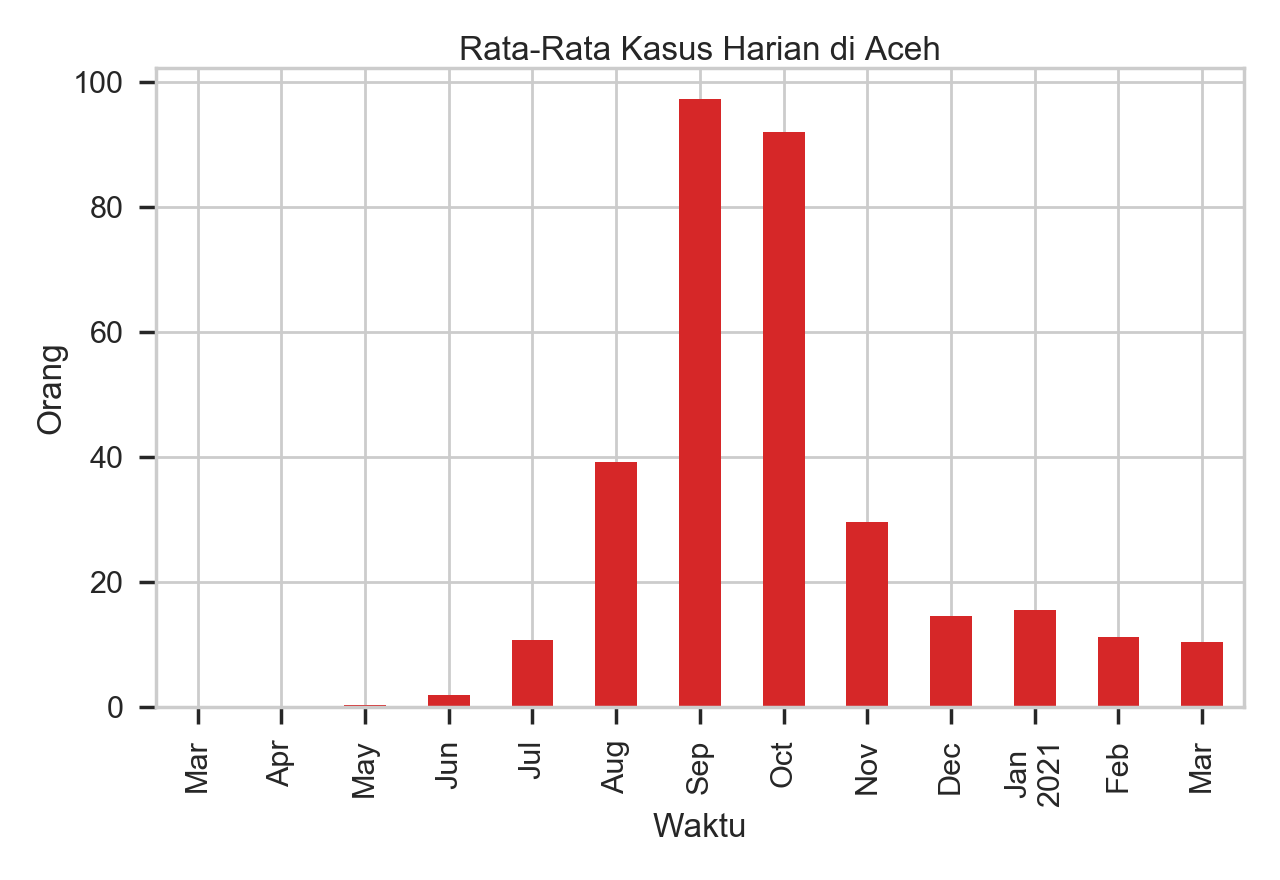 Rata-Rata Kasus Harian di Aceh
100
80
60
40
20
0
Orang
Mar
Apr
May
Jun
Jul
Aug
Sep
Oct
Nov
Dec
Jan
2021
Feb
Mar
Waktu